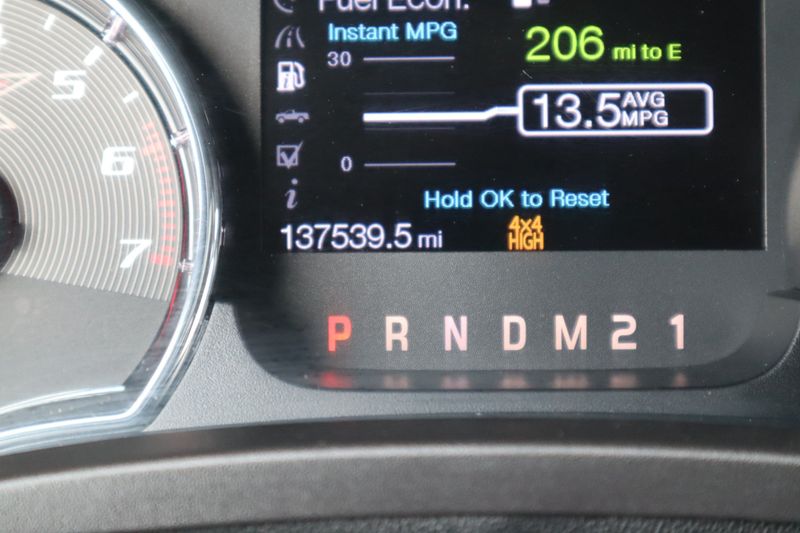 Fuel Econ.
Instant MPG
30
206 mi to E
13.5 AVG MPG
0
Hold OK to Reset
137539.5 mi
4x4 HIGH
i
5
6
7
P R N D M 2 1